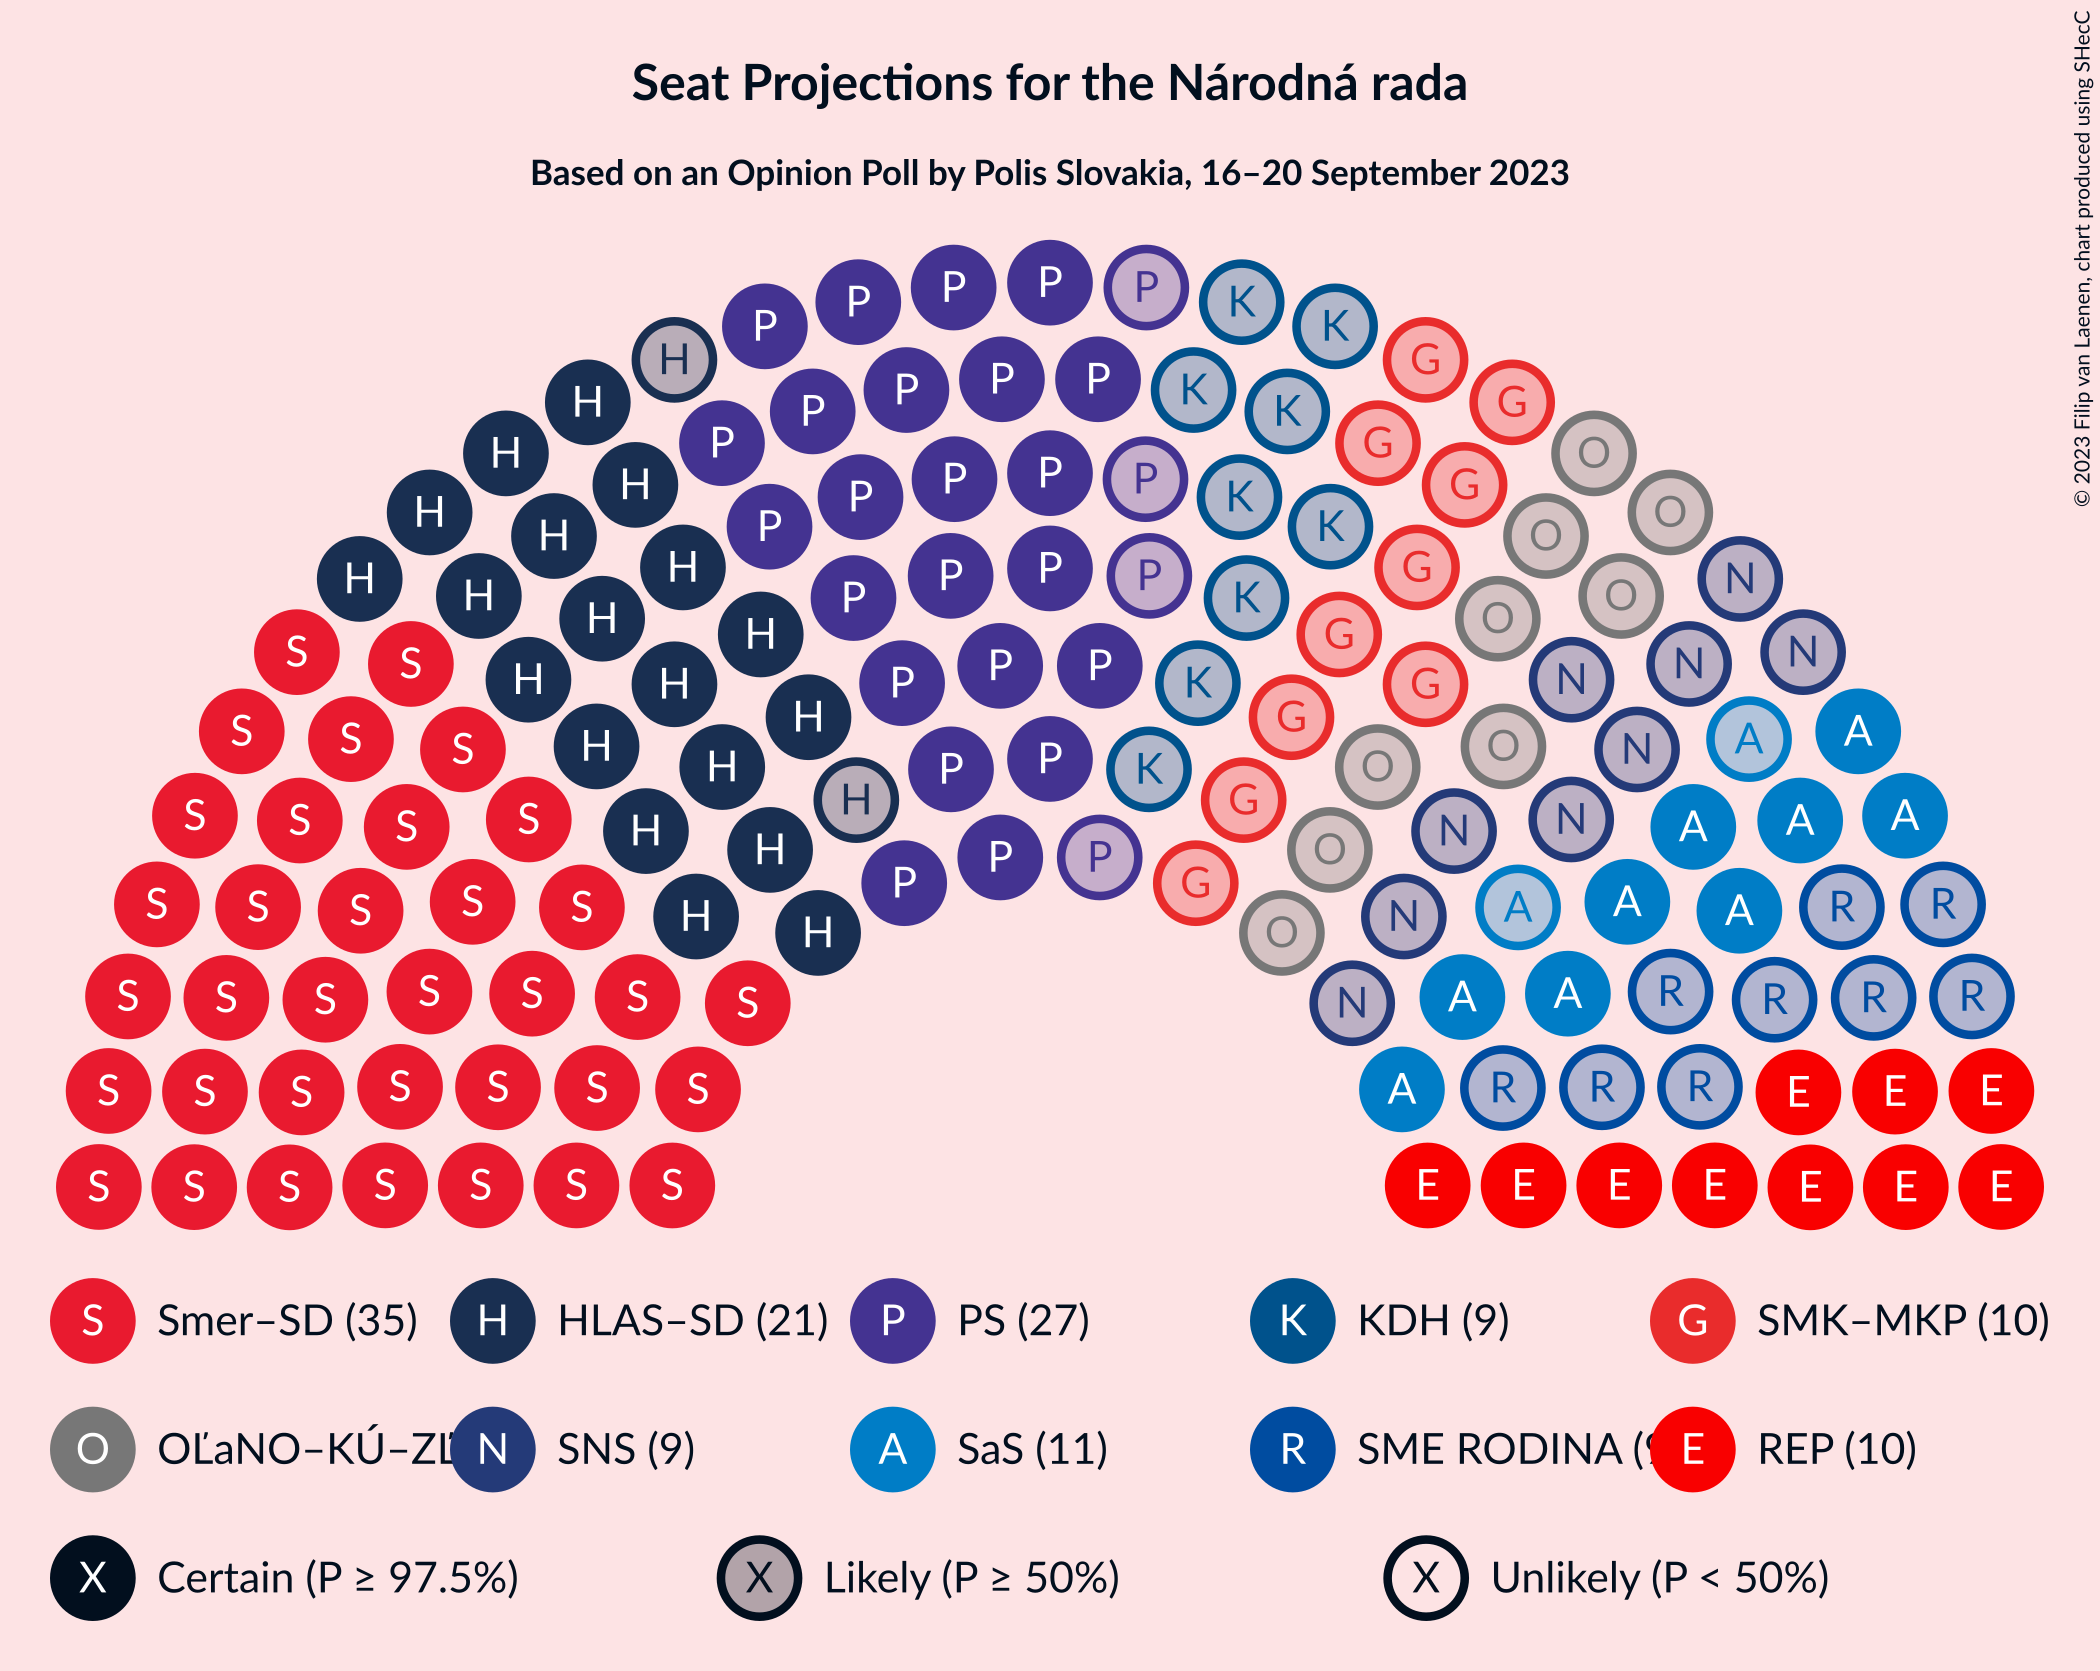 Seat Projections for the Národná rada
Based on an Opinion Poll by Polis Slovakia, 16–20 September 2023
© 2023 Filip van Laenen, chart produced using SHecC
P P P P P K K
H P P P P P K K G G
H P P P P P K K G G O
H H P P P P K G O O
H H H P P P K G O O N
H H H H P P K G G O N N N
S S H H H H P P P G G O O N N A A
S S S H H H H O N N A A A
S S S S H H H O N A A A R R
S S S S S H H N A A R R R R
S S S S S S S A R R R E E E
S S S S S S S E E E E E E E
S S S S S S S
S Smer–SD (35) H HLAS–SD (21) P PS (27) K KDH (9) G SMK–MKP (10)
O OĽaNO–KÚ–ZĽ N SNS (9) A SaS (11) R SME RODINA (9 E REP (10)
X Certain (P ≥ 97.5%) X Likely (P ≥ 50%) X Unlikely (P < 50%)